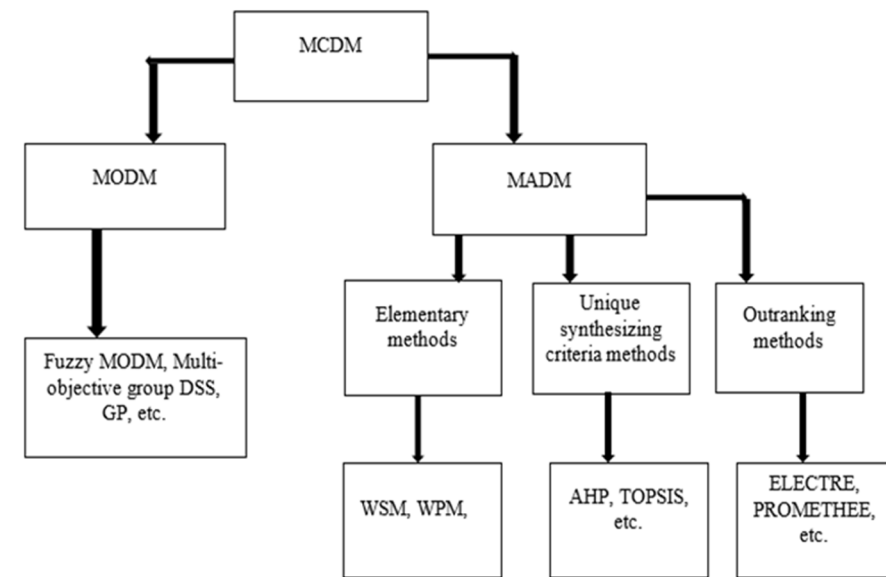 MCDM
MODM
MADM
Elementary
methods
Unique
synthesizing
criteria methods
Outranking
methods
Fuzzy MODM, Multi-
objective group DSS,
GP, etc.
WSM, WPM,
AHP, TOPSIS,
etc.
ELECTRE,
PROMETHEE,
etc.